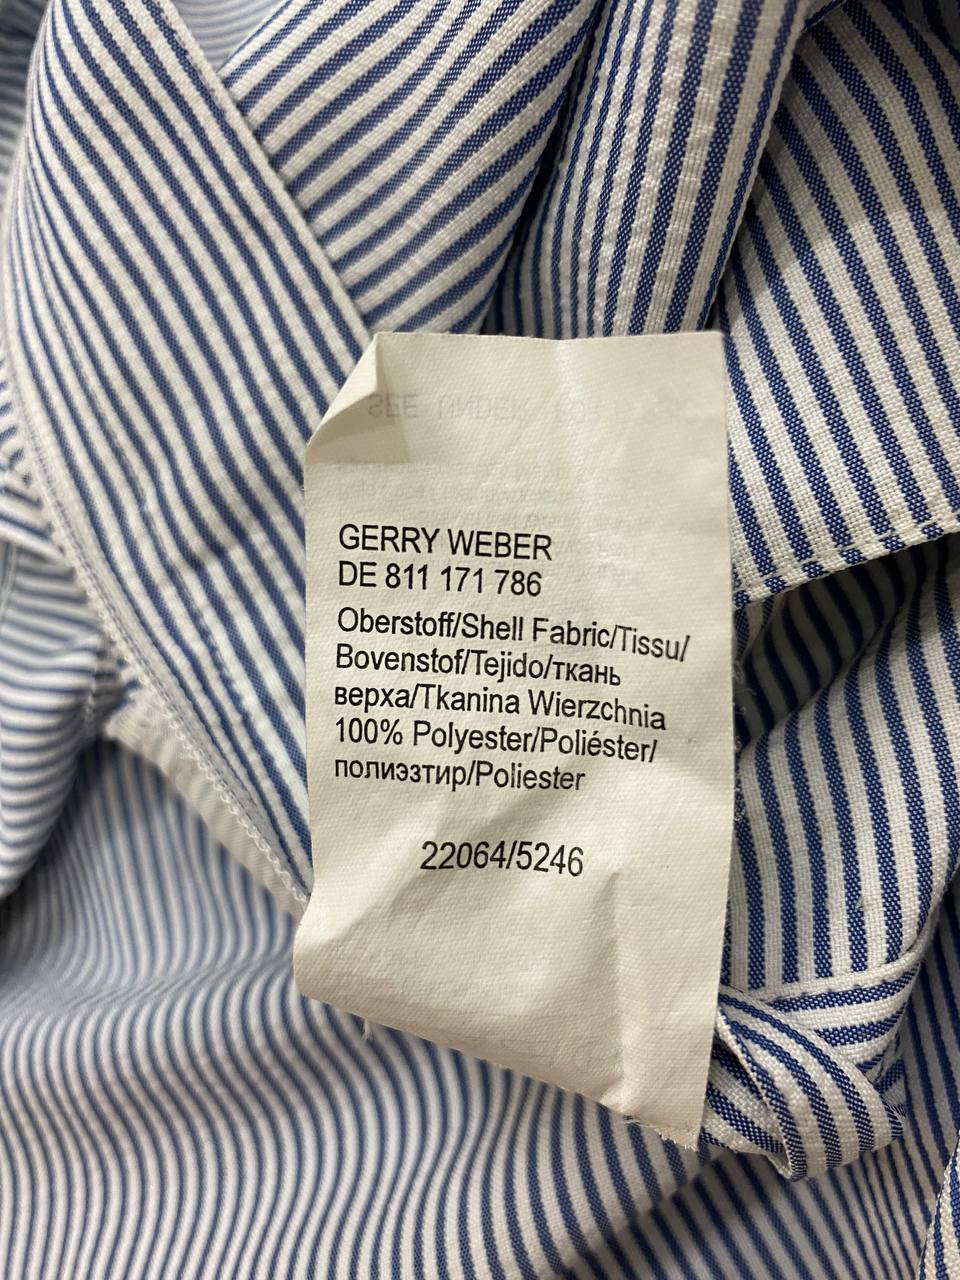 GERRY WEBER
DE 811 171 786
Oberstoff/Shell Fabric/Tissu/
Bovenstof/Tejido/ткань
верха/Tkanina Wierzchnia
100% Polyester/Poliéster/
полиэзтир/Poliester
22064/5246